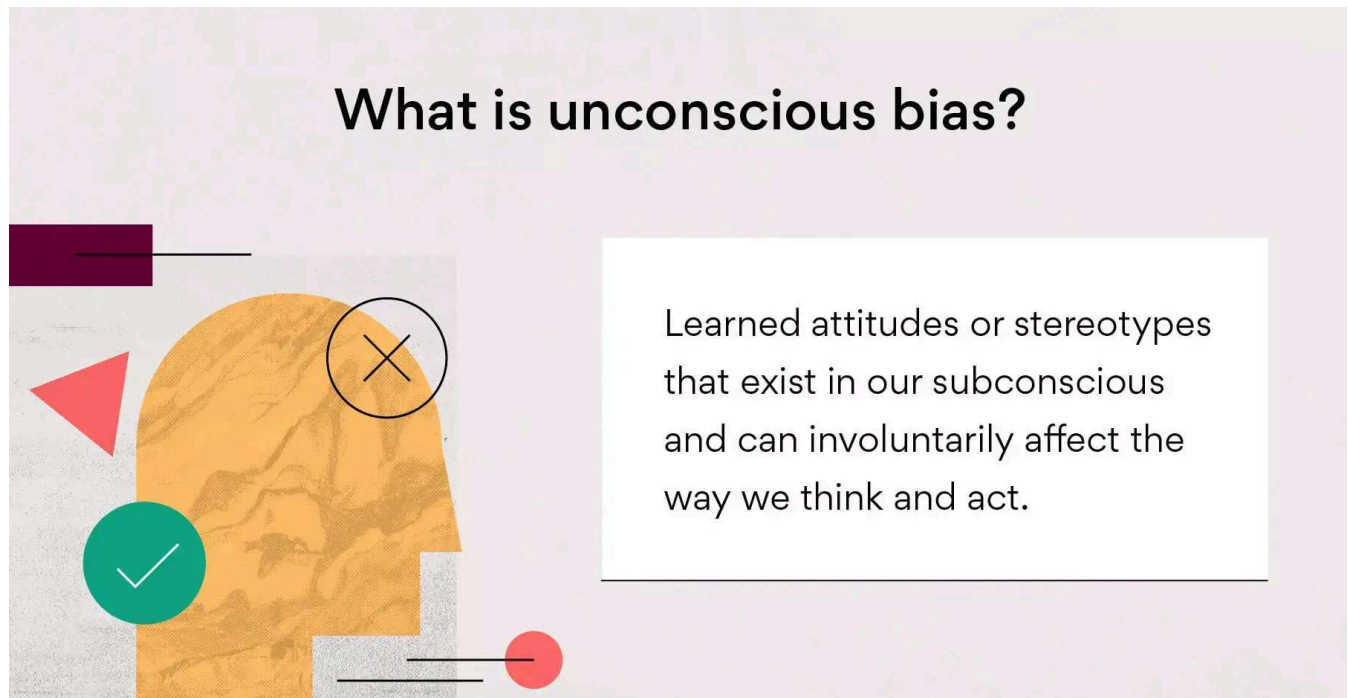 What is unconscious bias?
Learned attitudes or stereotypes
that exist in our subconscious
and can involuntarily affect the
way we think and act.